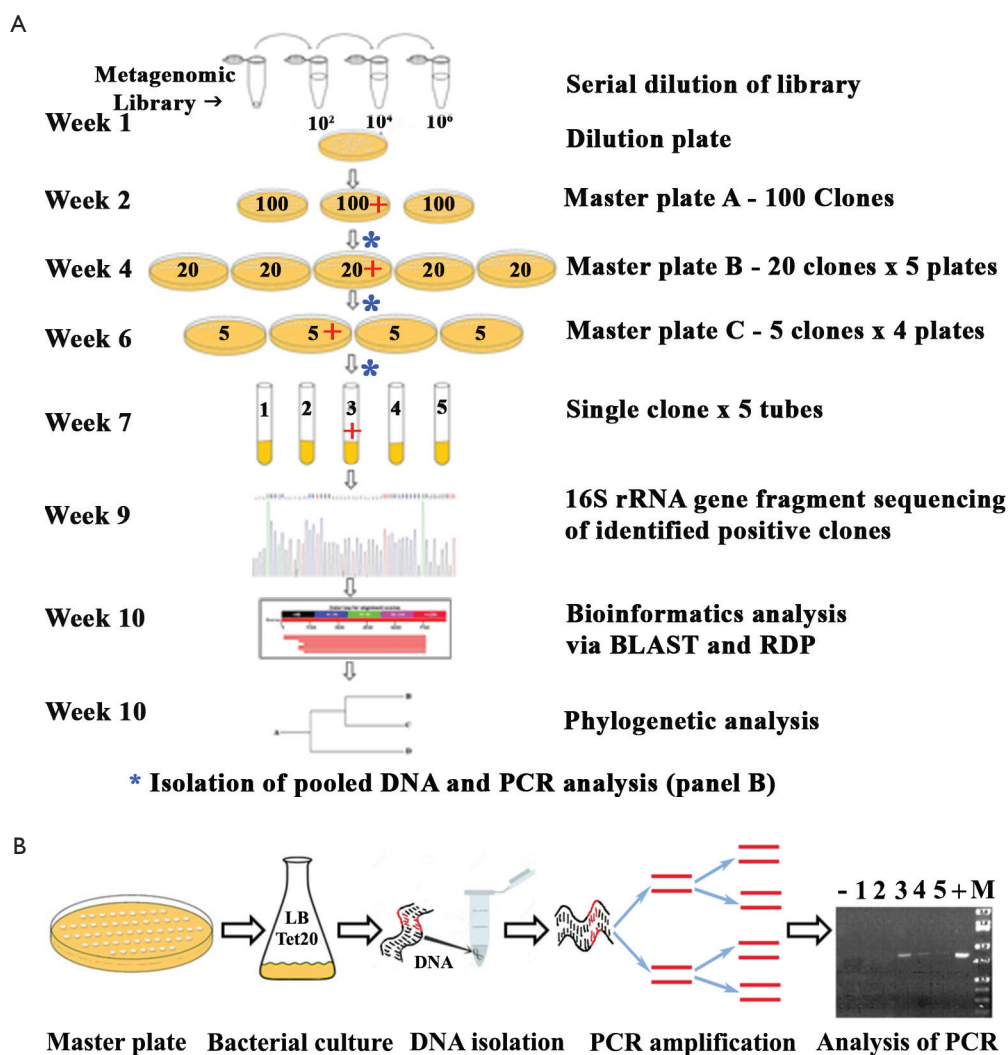 A
Metagenomic
Library →
Serial dilution of library
Week 1
10² 10⁴ 10⁶
Dilution plate
Week 2
100 100+ 100
Master plate A - 100 Clones
*
Week 4
20 20 20+ 20 20
Master plate B - 20 clones x 5 plates
*
Week 6
5 5+ 5 5
Master plate C - 5 clones x 4 plates
*
Week 7
1 2 3 4 5
+
Single clone x 5 tubes
Week 9
16S rRNA gene fragment sequencing
of identified positive clones
Week 10
Bioinformatics analysis
via BLAST and RDP
Week 10
A
B
C
D
Phylogenetic analysis
* Isolation of pooled DNA and PCR analysis (panel B)
B
LB
Tet20
DNA
- 1 2 3 4 5 + M
Master plate
Bacterial culture
DNA isolation
PCR amplification
Analysis of PCR